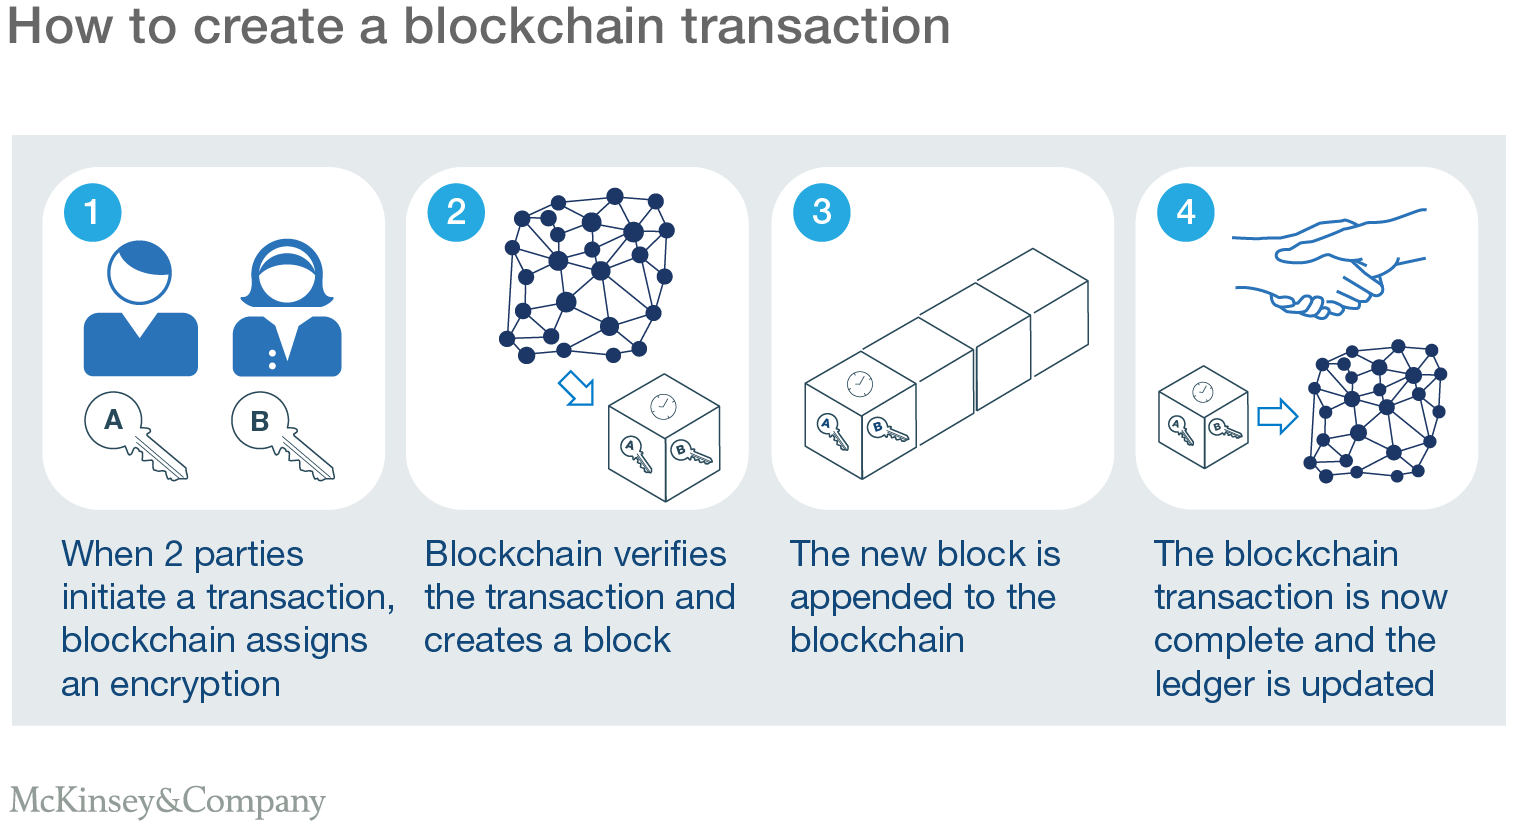 How to create a blockchain transaction
1
2
3
4
A
B
A
B
A
B
A
B
When 2 parties
initiate a transaction,
blockchain assigns
an encryption
Blockchain verifies
the transaction and
creates a block
The new block is
appended to the
blockchain
The blockchain
transaction is now
complete and the
ledger is updated
McKinsey&Company